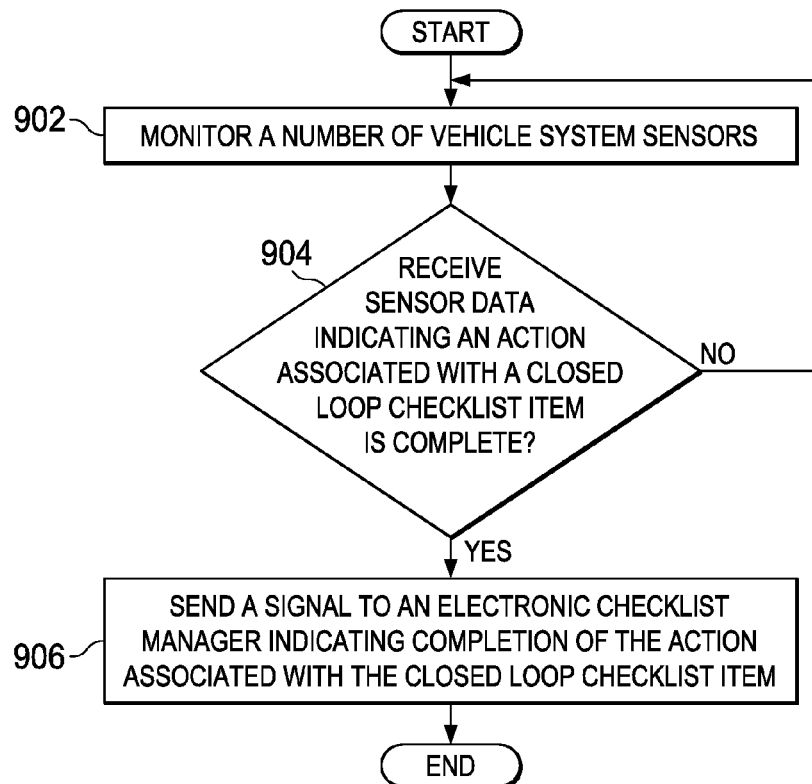 START
902
MONITOR A NUMBER OF VEHICLE SYSTEM SENSORS
904
RECEIVE
SENSOR DATA
INDICATING AN ACTION
ASSOCIATED WITH A CLOSED
LOOP CHECKLIST ITEM
IS COMPLETE?
NO
YES
906
SEND A SIGNAL TO AN ELECTRONIC CHECKLIST
MANAGER INDICATING COMPLETION OF THE ACTION
ASSOCIATED WITH THE CLOSED LOOP CHECKLIST ITEM
END